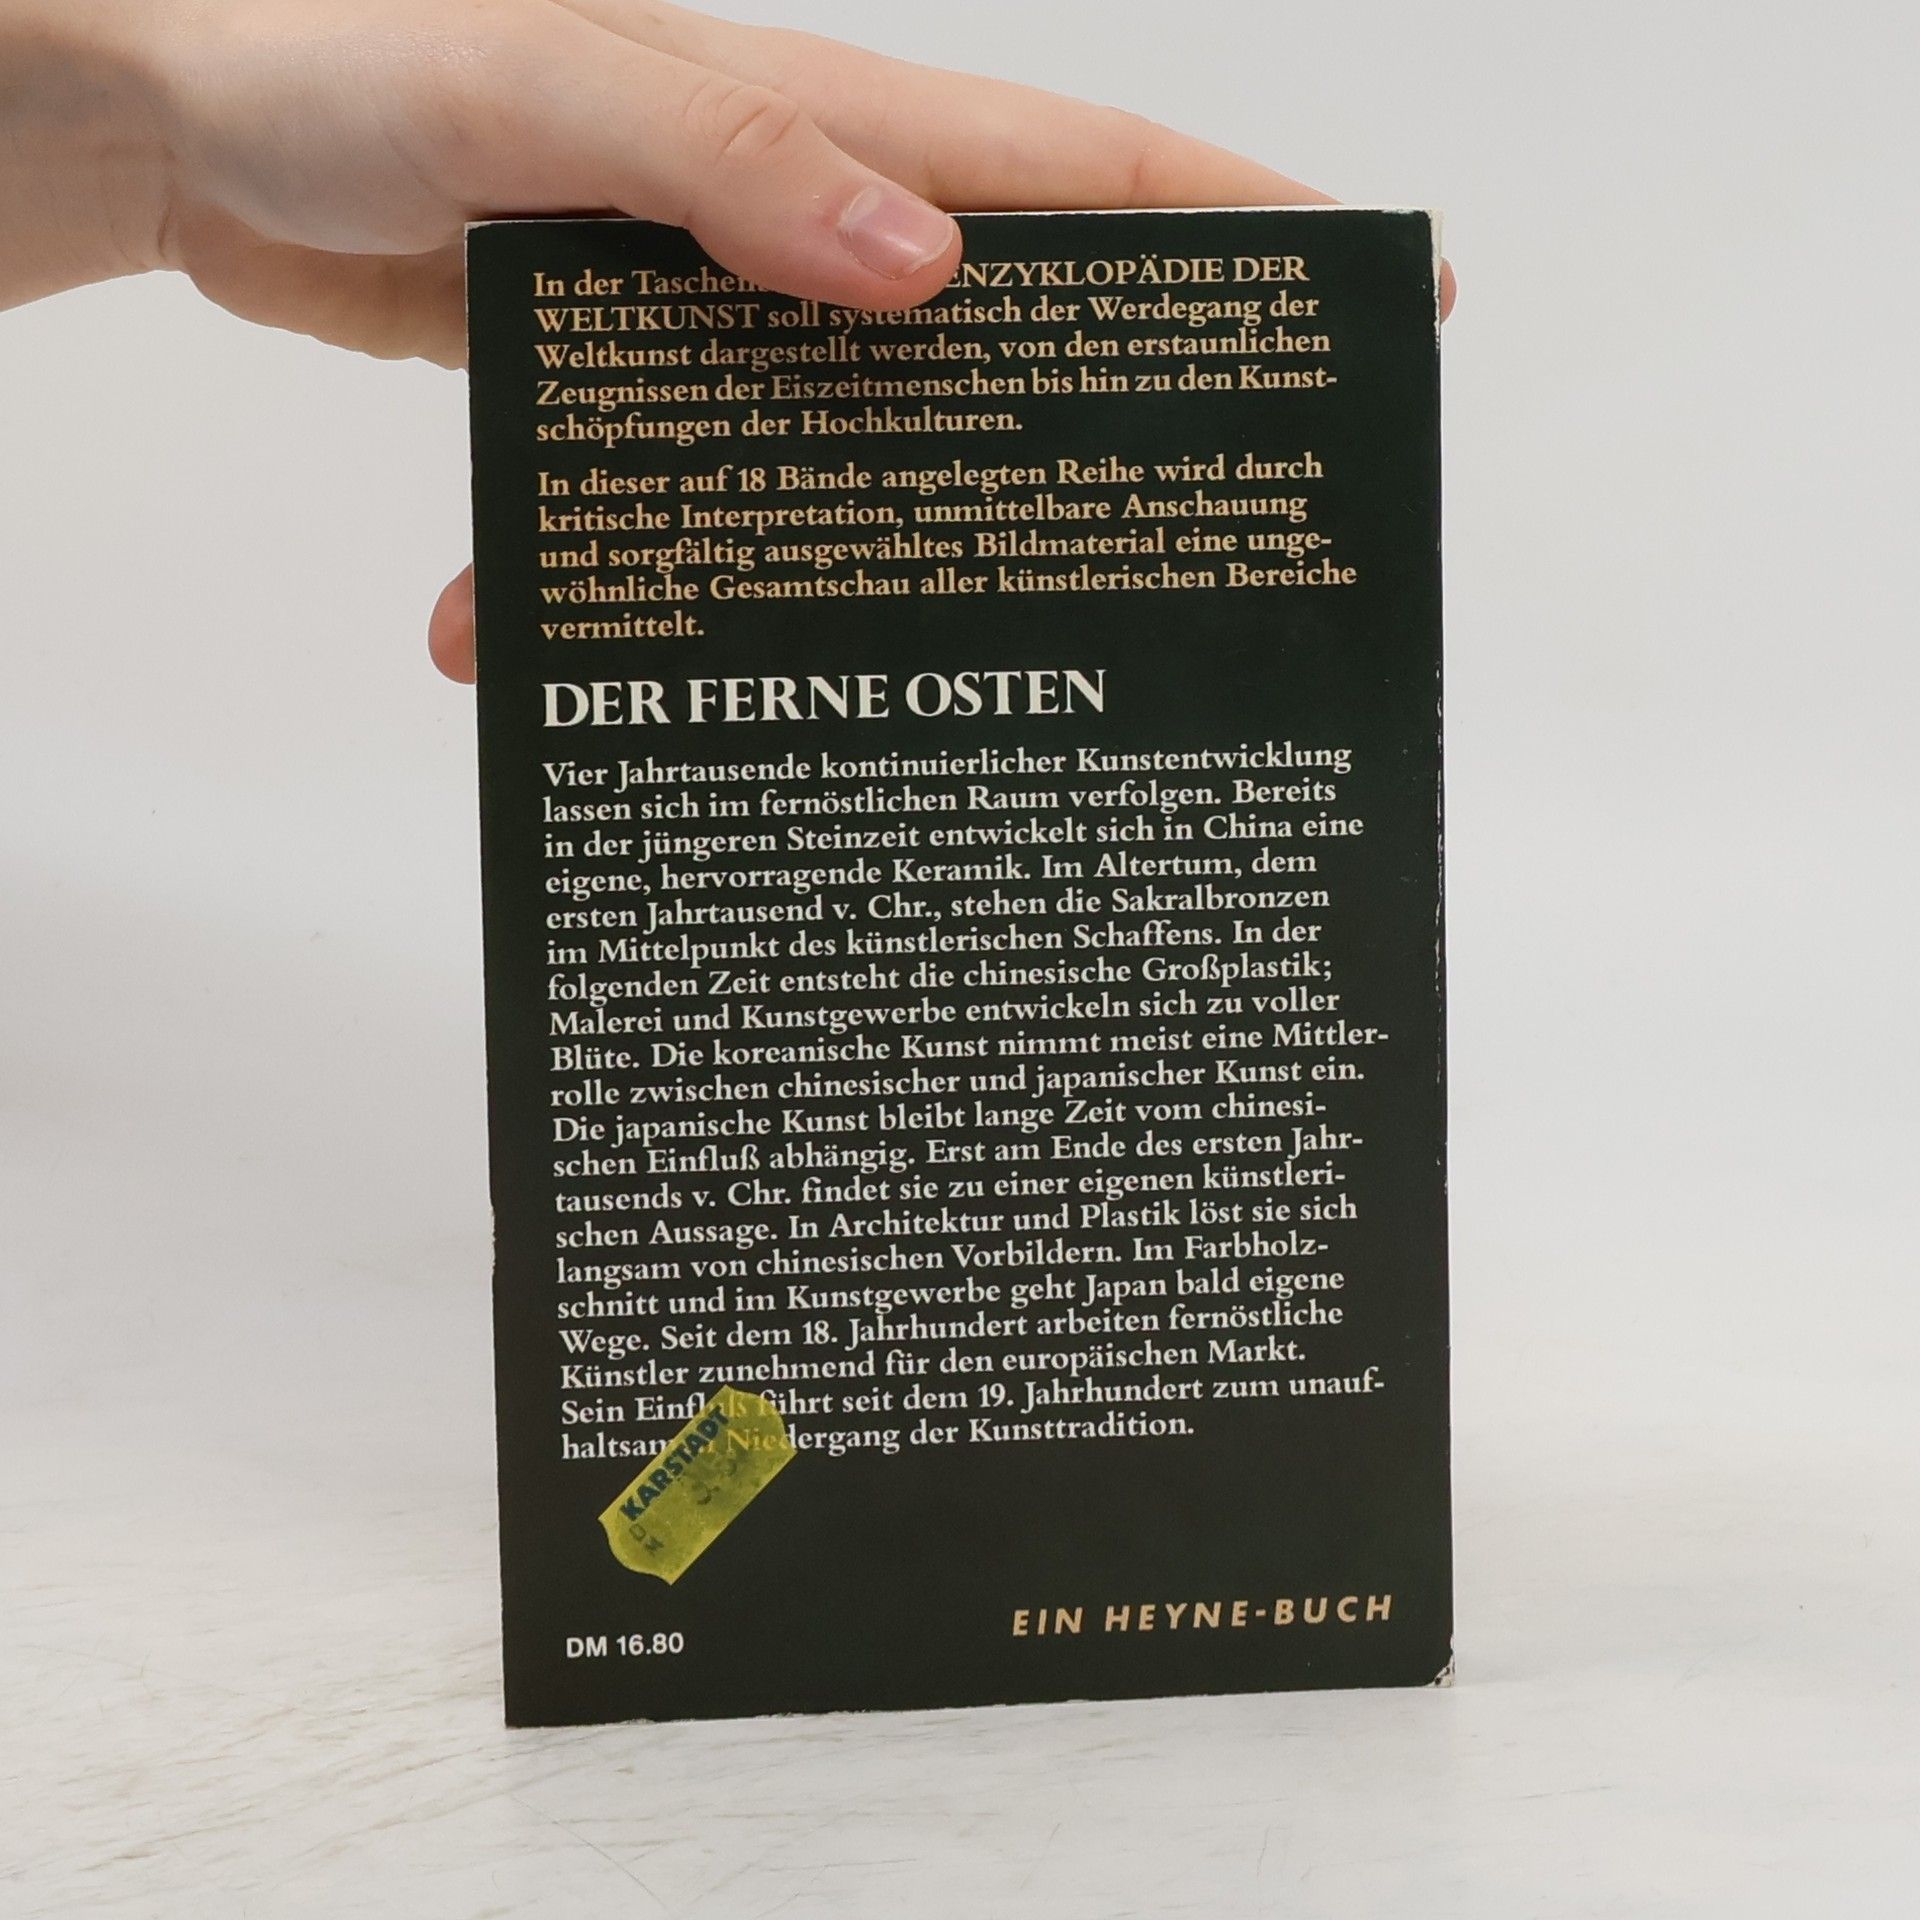 In der Taschen ENZYKLOPÄDIE DER
WELTKUNST soll systematisch der Werdegang der
Weltkunst dargestellt werden, von den erstaunlichen
Zeugnissen der Eiszeitmenschen bis hin zu den Kunst-
schöpfungen der Hochkulturen.
In dieser auf 18 Bände angelegten Reihe wird durch
kritische Interpretation, unmittelbare Anschauung
und sorgfältig ausgewähltes Bildmaterial eine unge-
wöhnliche Gesamtschau aller künstlerischen Bereiche
vermittelt.
DER FERNE OSTEN
Vier Jahrtausende kontinuierlicher Kunstentwicklung
lassen sich im fernöstlichen Raum verfolgen. Bereits
in der jüngeren Steinzeit entwickelt sich in China eine
eigene, hervorragende Keramik. Im Altertum, dem
ersten Jahrtausend v. Chr., stehen die Sakralbronzen
im Mittelpunkt des künstlerischen Schaffens. In der
folgenden Zeit entsteht die chinesische Großplastik;
Malerei und Kunstgewerbe entwickeln sich zu voller
Blüte. Die koreanische Kunst nimmt meist eine Mittler-
rolle zwischen chinesischer und japanischer Kunst ein.
Die japanische Kunst bleibt lange Zeit vom chinesi-
schen Einfluß abhängig. Erst am Ende des ersten Jahr-
tausends v. Chr. findet sie zu einer eigenen künstleri-
schen Aussage. In Architektur und Plastik löst sie sich
langsam von chinesischen Vorbildern. Im Farbholz-
schnitt und im Kunstgewerbe geht Japan bald eigene
Wege. Seit dem 18. Jahrhundert arbeiten fernöstliche
Künstler zunehmend für den europäischen Markt.
Sein Einfluß führt seit dem 19. Jahrhundert zum unauf-
haltsamen Niedergang der Kunsttradition.
KARSTADT
DM
EIN HEYNE-BUCH
DM 16.80